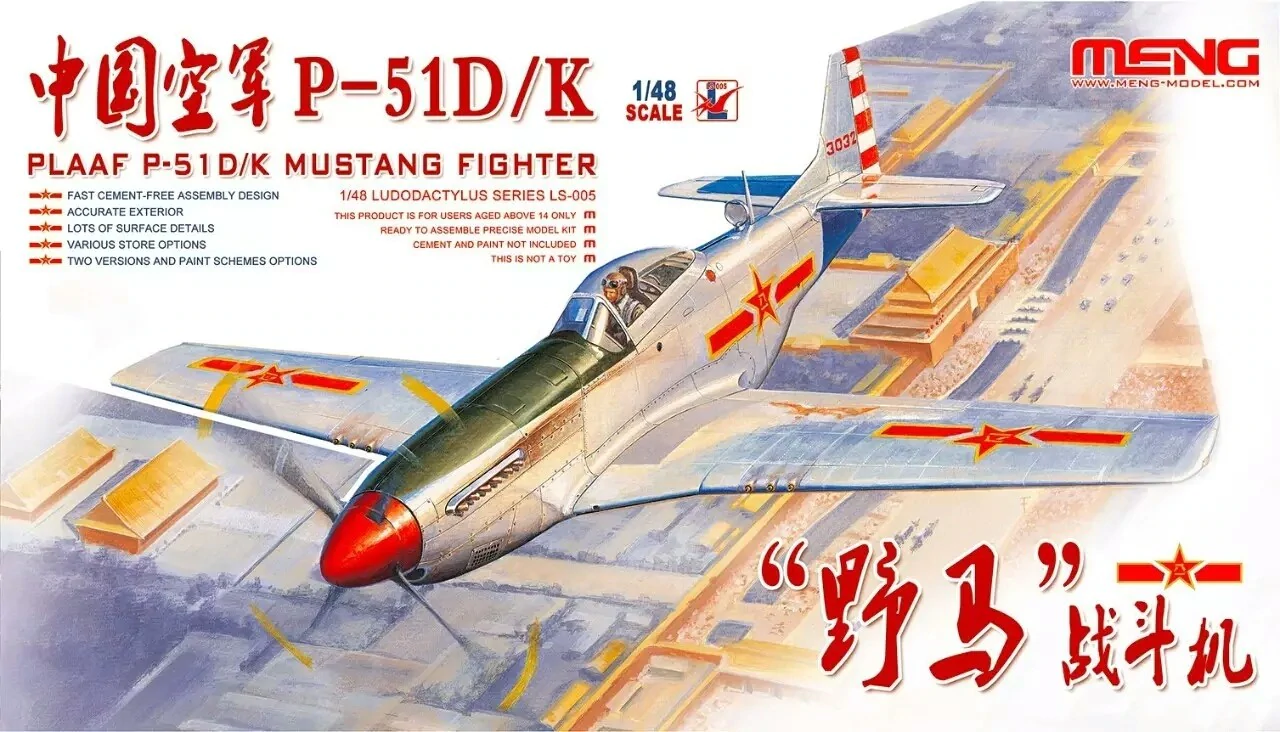 中国空军 P-51D/K
1/48
SCALE
005
MENG
WWW.MENG-MODEL.COM
PLAAF P-51D/K MUSTANG FIGHTER
FAST CEMENT-FREE ASSEMBLY DESIGN
ACCURATE EXTERIOR
LOTS OF SURFACE DETAILS
VARIOUS STORE OPTIONS
TWO VERSIONS AND PAINT SCHEMES OPTIONS
1/48 LUDODACTYLUS SERIES LS-005
THIS PRODUCT IS FOR USERS AGED ABOVE 14 ONLY
READY TO ASSEMBLE PRECISE MODEL KIT
CEMENT AND PAINT NOT INCLUDED
THIS IS NOT A TOY
3032
“野马”战斗机